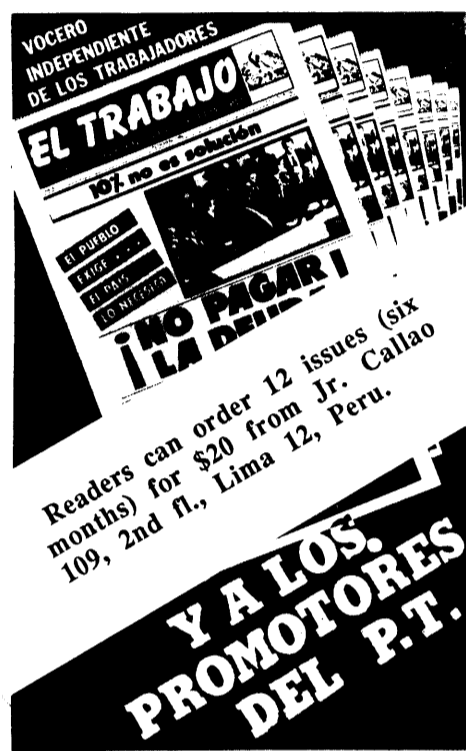 VOCERO
INDEPENDIENTE
DE LOS TRABAJADORES
EL TRABAJO
10% no es solución
EL PUEBLO
EXIGE . . .
EL PAIS
LO NECESITA
¡NO PAGAR
LA DEUDA
Readers can order 12 issues (six
months) for $20 from Jr. Callao
109, 2nd fl., Lima 12, Peru.
Y A LOS.
PROMOTORES
DEL P.T.